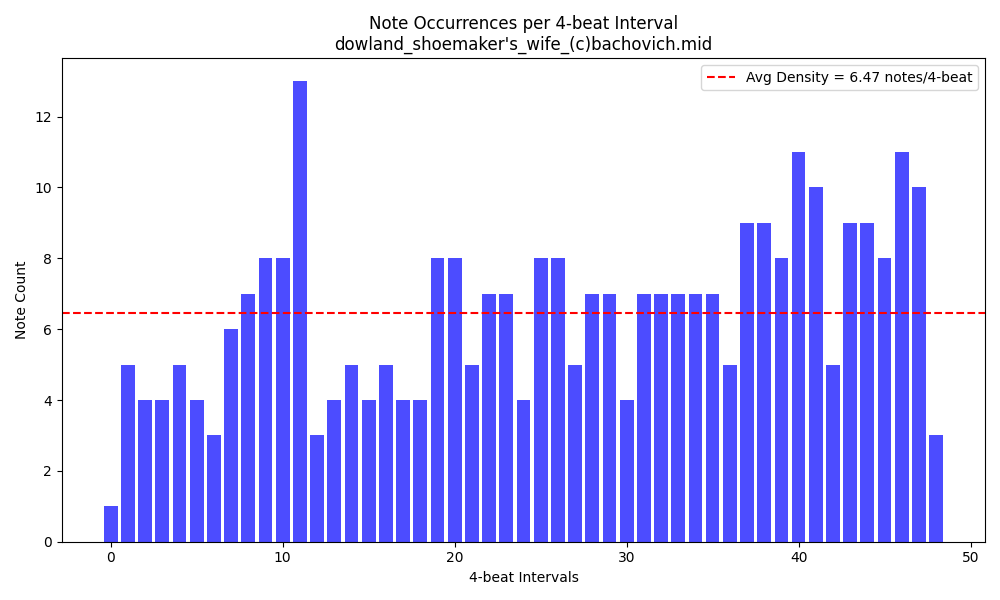 Note Occurrences per 4-beat Interval
dowland_shoemaker's_wife_(c)bachovich.mid
Avg Density = 6.47 notes/4-beat
Note Count
12
10
8
6
4
2
0
0 10 20 30 40 50
4-beat Intervals